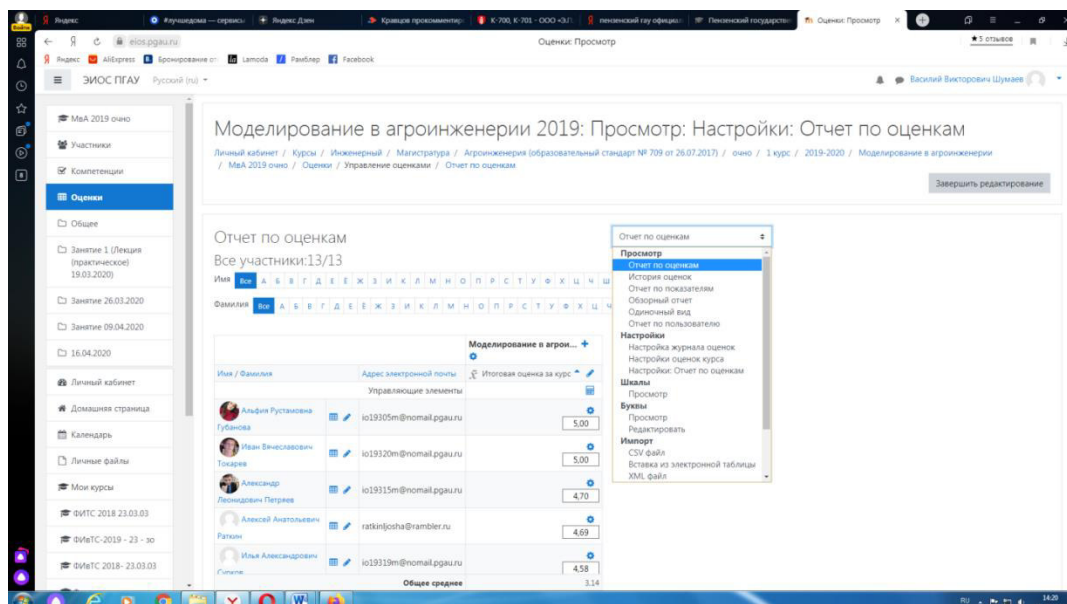 Яндекс
#лучшедома — сервисы
Яндекс Дзен
Кравцов прокомментир
К-700, К-701 - ООО «ЭЛ
пензенский гау официал
Пензенский государстве
Оценки: Просмотр
eios.pgau.ru
Оценки: Просмотр
★5 отзывов
Яндекс
AliExpress
Бронирование от
Lamoda
Рамблер
Facebook
ЭИОС ПГАУ
Русский (ru)
Василий Викторович Шумаев
МвА 2019 очно
Участники
Компетенции
Оценки
Общее
Занятие 1 (Лекция
(практическое)
19.03.2020)
Занятие 26.03.2020
Занятие 09.04.2020
16.04.2020
Личный кабинет
Домашняя страница
Календарь
Личные файлы
Мои курсы
ФИТС 2018 23.03.03
ФИвТС-2019 - 23 - зо
ФИвТС 2018- 23.03.03
Моделирование в агроинженерии 2019: Просмотр: Настройки: Отчет по оценкам
Личный кабинет / Курсы / Инженерный / Магистратура / Агроинженерия (образовательный стандарт № 709 от 26.07.2017) / очно / 1 курс / 2019-2020 / Моделирование в агроинженерии
/ МвА 2019 очно / Оценки / Управление оценками / Отчет по оценкам
Завершить редактирование
Отчет по оценкам
Все участники:13/13
Имя Все А Б В Г Д Е Ё Ж З И К Л М Н О П Р С Т У Ф Х Ц Ч Ш
Фамилия Все А Б В Г Д Е Ё Ж З И К Л М Н О П Р С Т У Ф Х Ц Ч
Моделирование в агрои...
Имя / Фамилия
Адрес электронной почты
Итоговая оценка за курс
Управляющие элементы
Альфия Рустамовна
Губанова
io19305m@nomail.pgau.ru
5,00
Иван Вячеславович
Токарев
io19320m@nomail.pgau.ru
5,00
Александр
Леонидович Петряев
io19315m@nomail.pgau.ru
4,70
Алексей Анатольевич
Раткин
ratkinljosha@rambler.ru
4,69
Илья Александрович
io19319m@nomail.pgau.ru
4,58
Общее среднее
3,14
Отчет по оценкам
Просмотр
Отчет по оценкам
История оценок
Отчет по показателям
Обзорный отчет
Одиночный вид
Отчет по пользователю
Настройки
Настройка журнала оценок
Настройки оценок курса
Настройки: Отчет по оценкам
Шкалы
Просмотр
Буквы
Просмотр
Редактировать
Импорт
CSV файл
Вставка из электронной таблицы
XML файл
RU
14:20